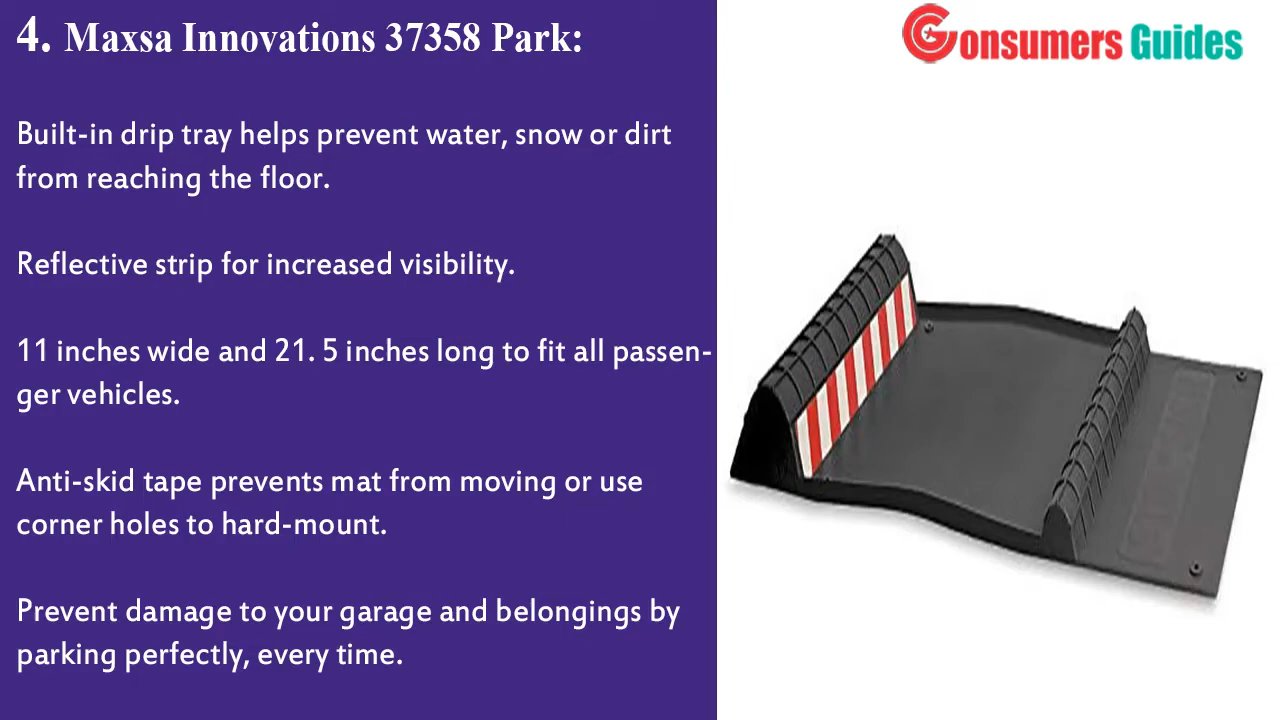 4. Maxsa Innovations 37358 Park:
Consumers Guides
Built-in drip tray helps prevent water, snow or dirt
from reaching the floor.
Reflective strip for increased visibility.
11 inches wide and 21. 5 inches long to fit all passen-
ger vehicles.
Anti-skid tape prevents mat from moving or use
corner holes to hard-mount.
Prevent damage to your garage and belongings by
parking perfectly, every time.